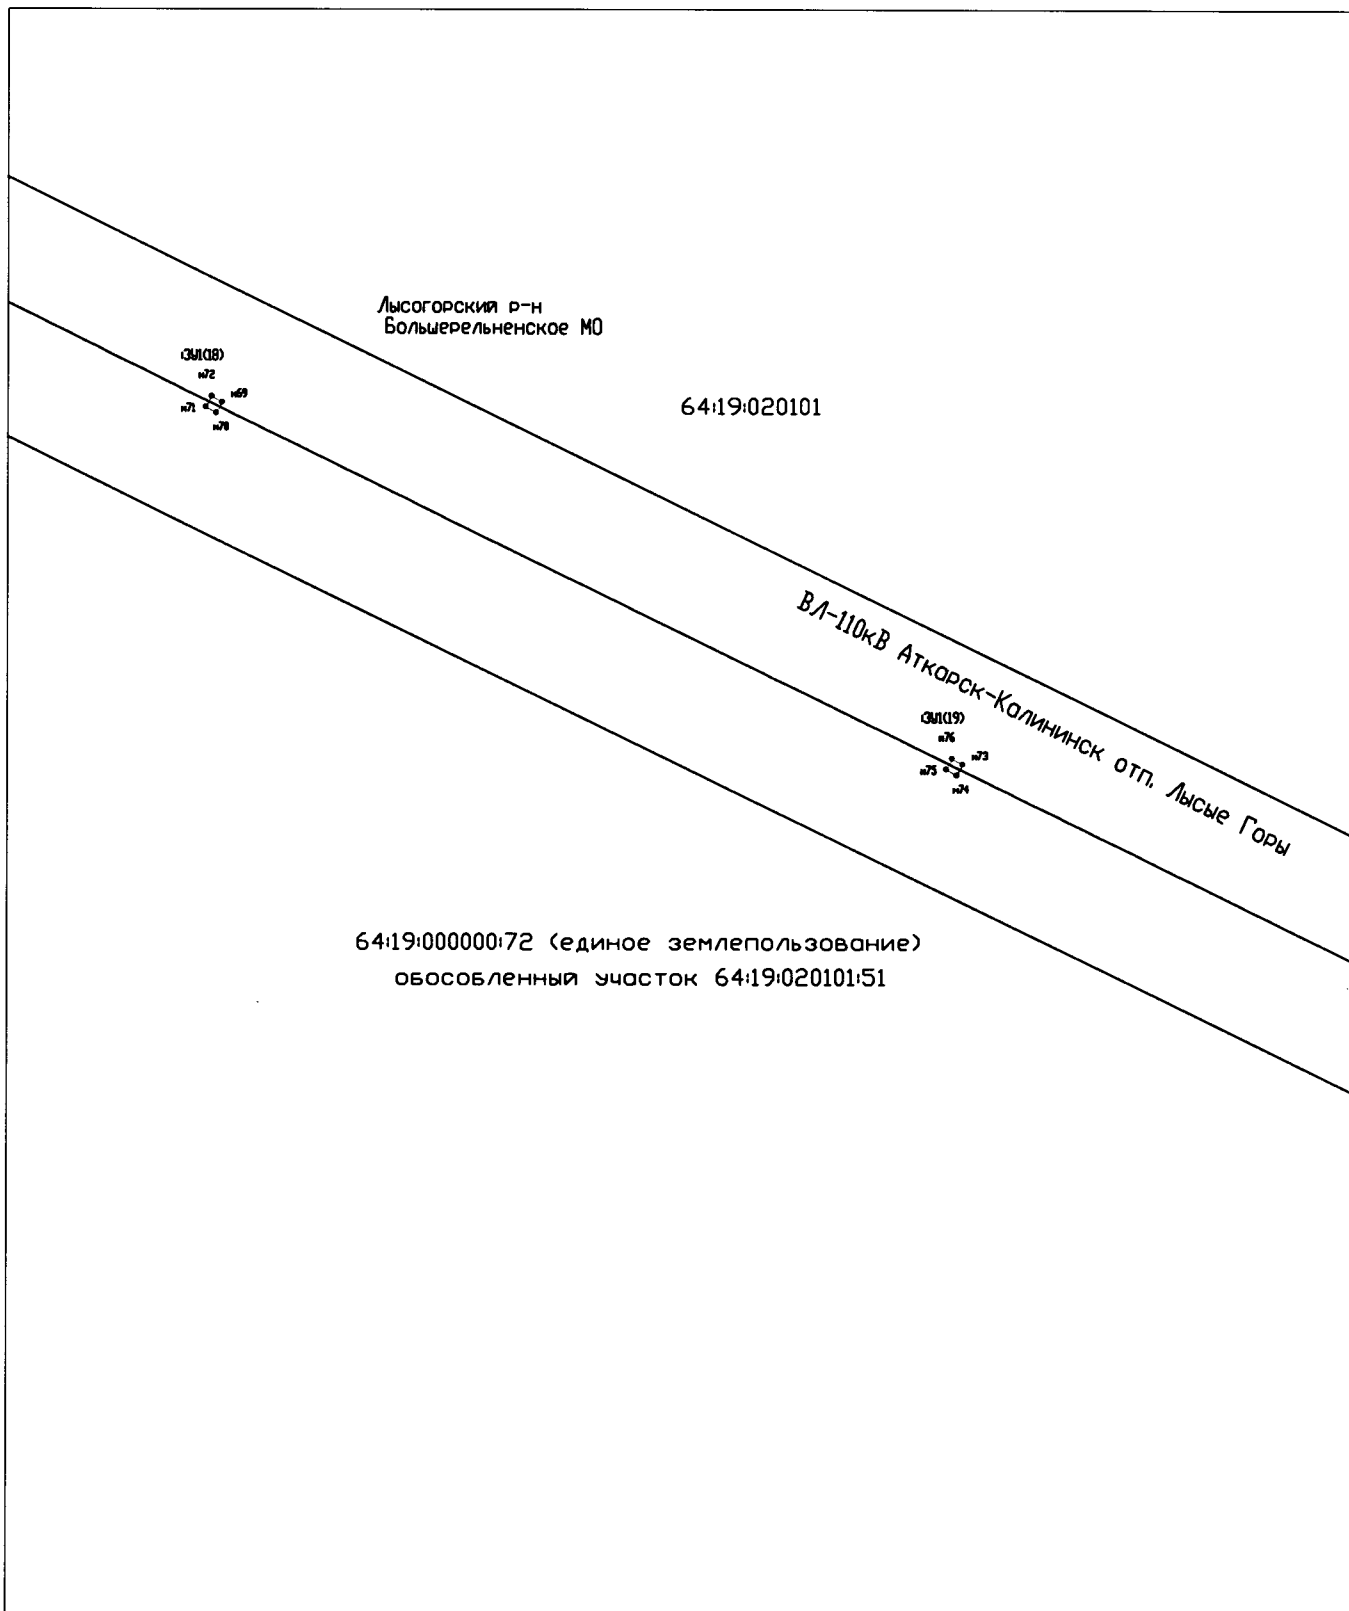 Лысогорский р-н
Большерельненское МО
:ЗУ1(18)
н72
н69
н71
н70
64:19:020101
ВЛ-110кВ Аткарск-Калининск отп. Лысые Горы
:ЗУ1(19)
н76
н73
н75
н74
64:19:000000:72 (единое землепользование)
обособленный участок 64:19:020101:51